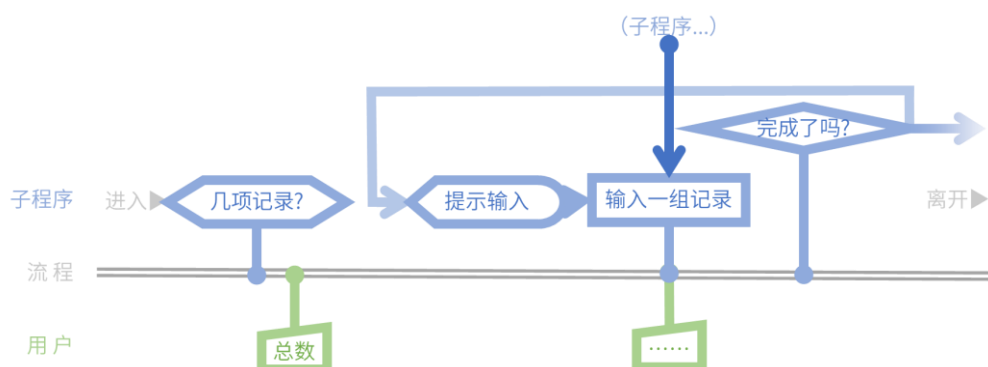 （子程序...）
完成了吗?
子程序 进入 几项记录? 提示输入 输入一组记录 离开
流 程
用 户
总数
……